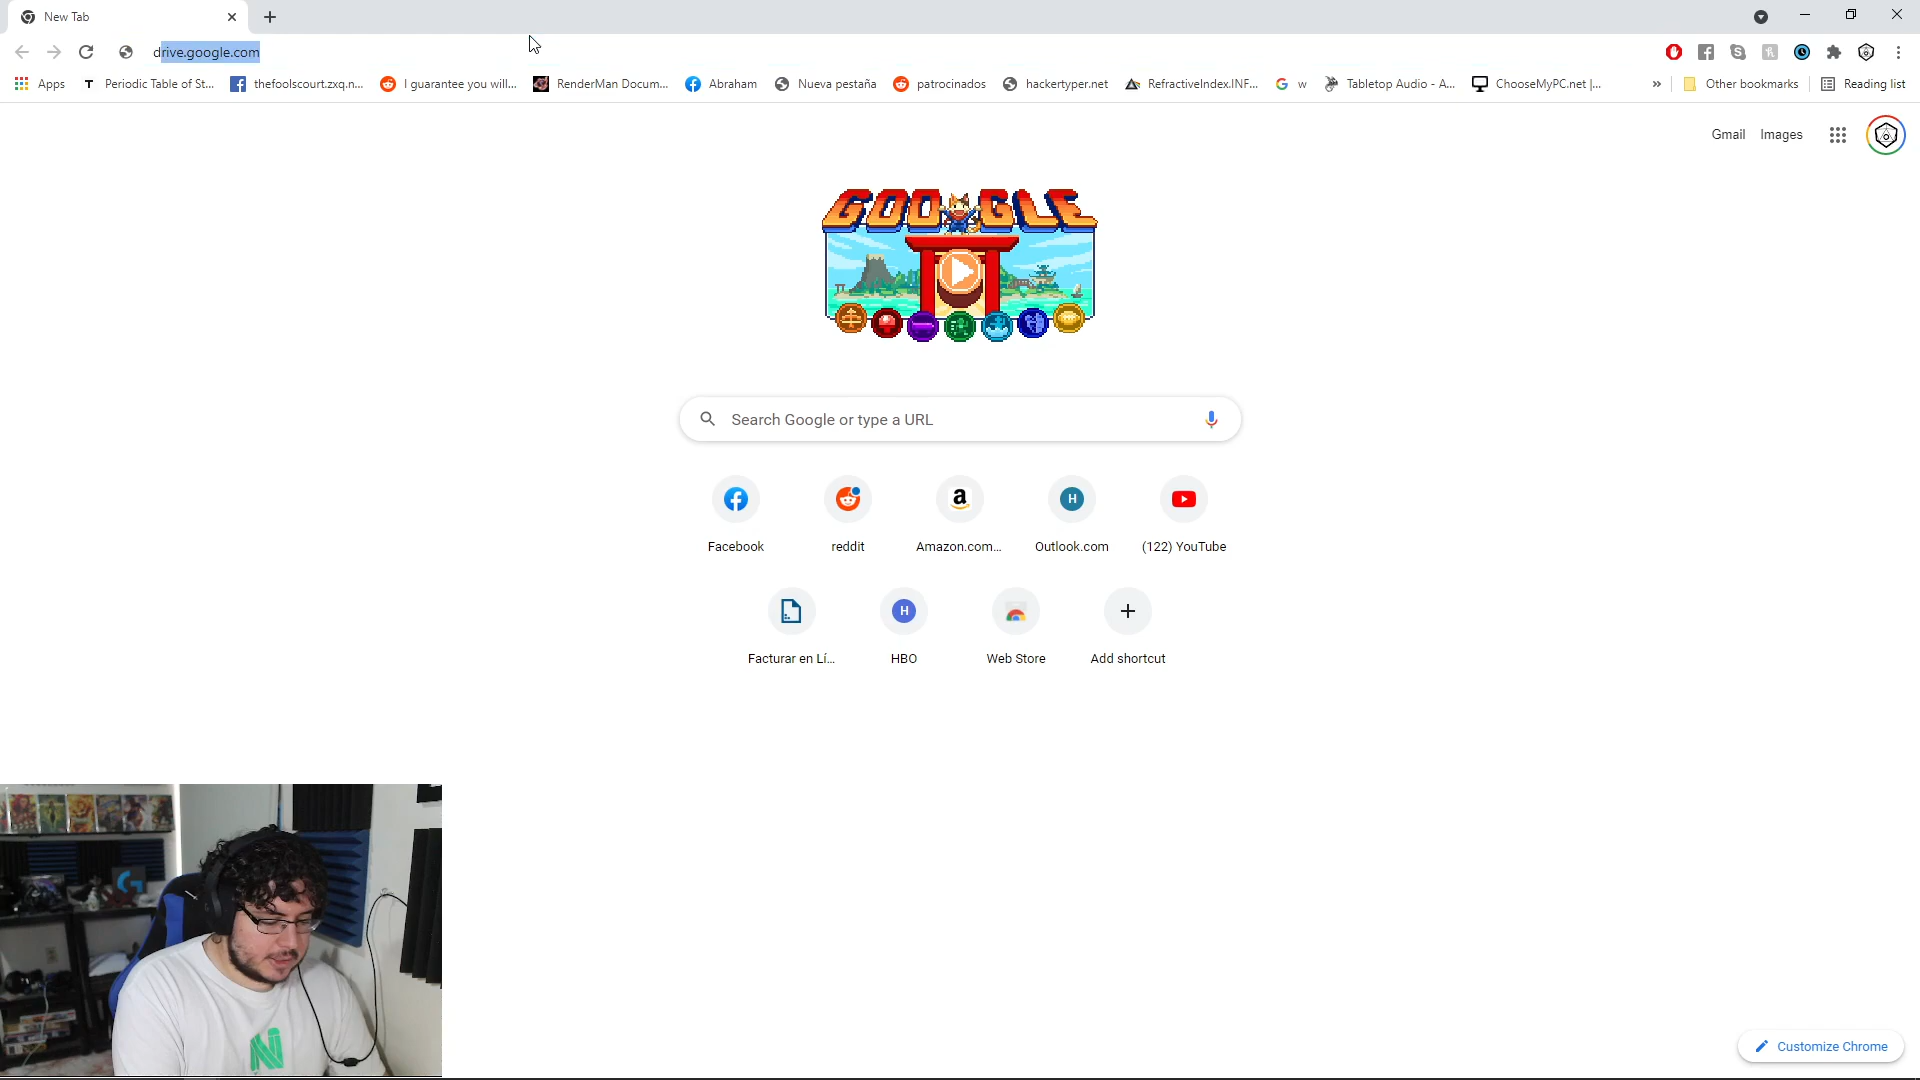 New Tab
drive.google.com
Apps
Periodic Table of St...
thefoolscourt.zxq.n...
I guarantee you will...
RenderMan Docum...
Abraham
Nueva pestaña
patrocinados
hackertyper.net
RefractiveIndex.INF...
w
Tabletop Audio - A...
ChooseMyPC.net |...
»
Other bookmarks
Reading list
Gmail
Images
GOOGLE
Search Google or type a URL
Facebook
reddit
Amazon.com...
H
Outlook.com
(122) YouTube
Facturar en Lí...
H
HBO
Web Store
Add shortcut
Customize Chrome